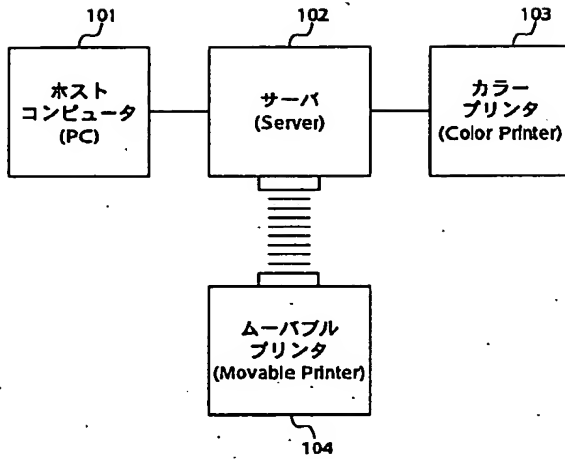 101
102
103
ホスト
コンピュータ
(PC)
サーバ
(Server)
カラー
プリンタ
(Color Printer)
ムーバブル
プリンタ
(Movable Printer)
104